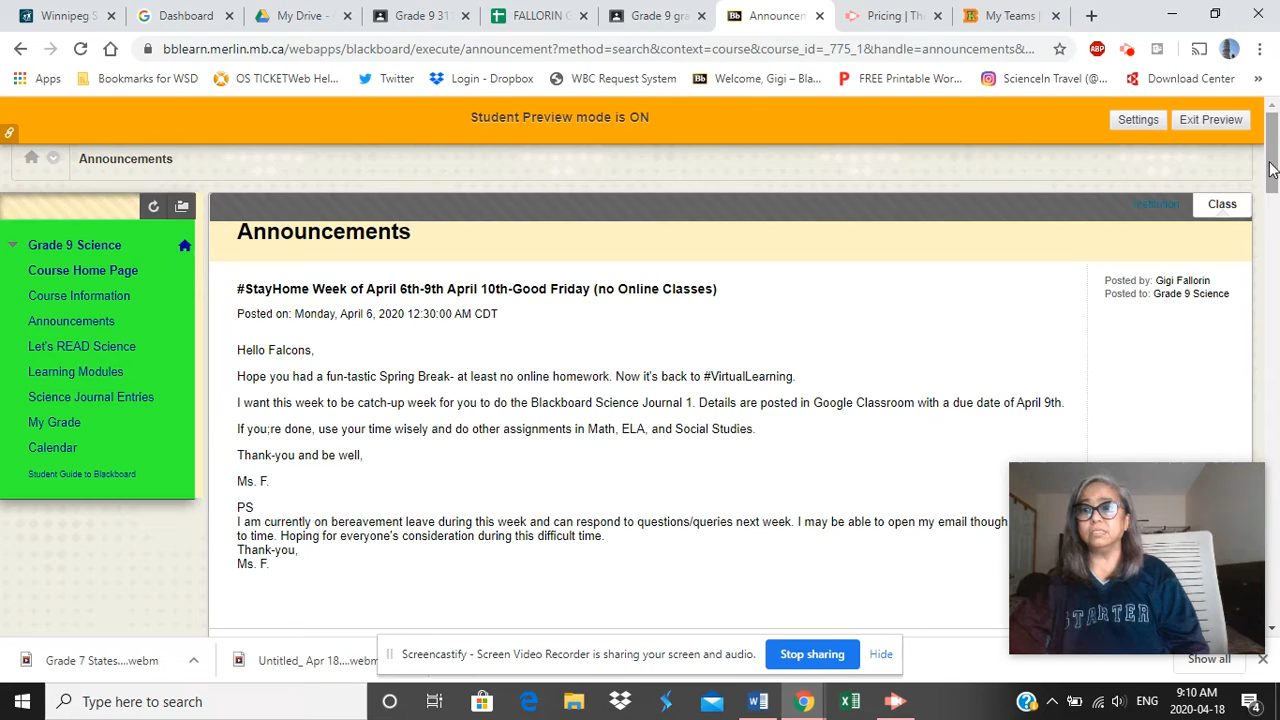 Winnipeg S
Dashboard
My Drive -
Grade 9 31
FALLORIN G
Grade 9 gra
Announcem
Pricing | The
My Teams |
bblearn.merlin.mb.ca/webapps/blackboard/execute/announcement?method=search&context=course&course_id=_775_1&handle=announcements&...
ABP
Apps
Bookmarks for WSD
OS TICKETWeb Hel...
Twitter
Login - Dropbox
WBC Request System
Welcome, Gigi – Bla...
FREE Printable Wor...
ScienceIn Travel (@...
Download Center
»
Student Preview mode is ON
Settings
Exit Preview
Announcements
Institution
Class
Grade 9 Science
Course Home Page
Course Information
Announcements
Let's READ Science
Learning Modules
Science Journal Entries
My Grade
Calendar
Student Guide to Blackboard
Announcements
#StayHome Week of April 6th-9th April 10th-Good Friday (no Online Classes)
Posted on: Monday, April 6, 2020 12:30:00 AM CDT
Posted by: Gigi Fallorin
Posted to: Grade 9 Science
Hello Falcons,
Hope you had a fun-tastic Spring Break- at least no online homework. Now it's back to #VirtualLearning.
I want this week to be catch-up week for you to do the Blackboard Science Journal 1. Details are posted in Google Classroom with a due date of April 9th.
If you;re done, use your time wisely and do other assignments in Math, ELA, and Social Studies.
Thank-you and be well,
Ms. F.
PS
I am currently on bereavement leave during this week and can respond to questions/queries next week. I may be able to open my email though
to time. Hoping for everyone's consideration during this difficult time.
Thank-you,
Ms. F.
STARTER
Grade 7 States....webm
Untitled_ Apr 18....webm
Screencastify - Screen Video Recorder is sharing your screen and audio.
Stop sharing
Hide
Show all
Type here to search
ENG
9:10 AM
2020-04-18
4